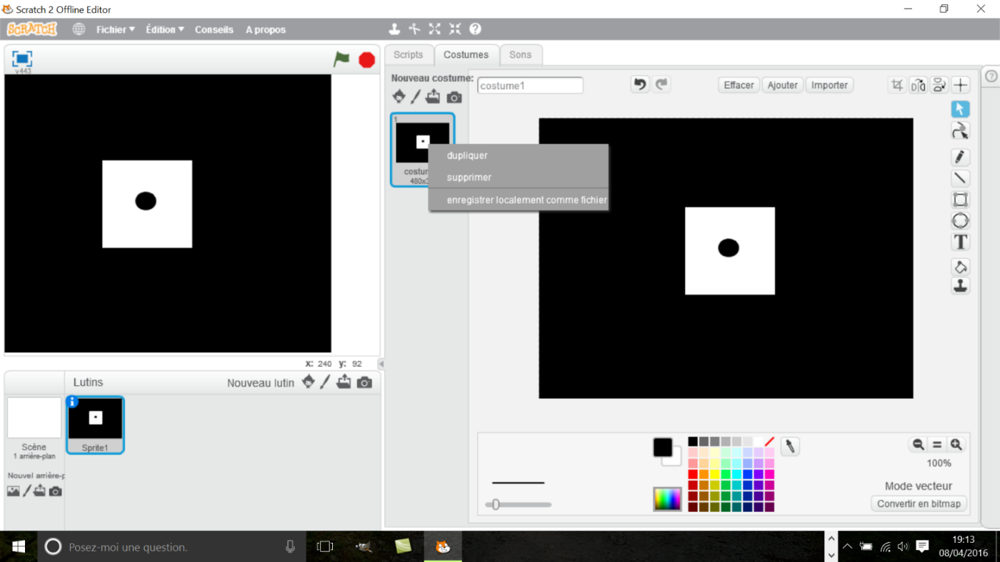 Scratch 2 Offline Editor
SCRATCH
Fichier
Édition
Conseils
A propos
v443
Scripts
Costumes
Sons
Nouveau costume:
costume1
Effacer
Ajouter
Importer
1
costum
480x3
dupliquer
supprimer
enregistrer localement comme fichier
x: 240 y: 92
Lutins
Nouveau lutin
Scène
1 arrière-plan
Sprite1
Nouvel arrière-p
100%
Mode vecteur
Convertir en bitmap
Posez-moi une question.
19:13
08/04/2016